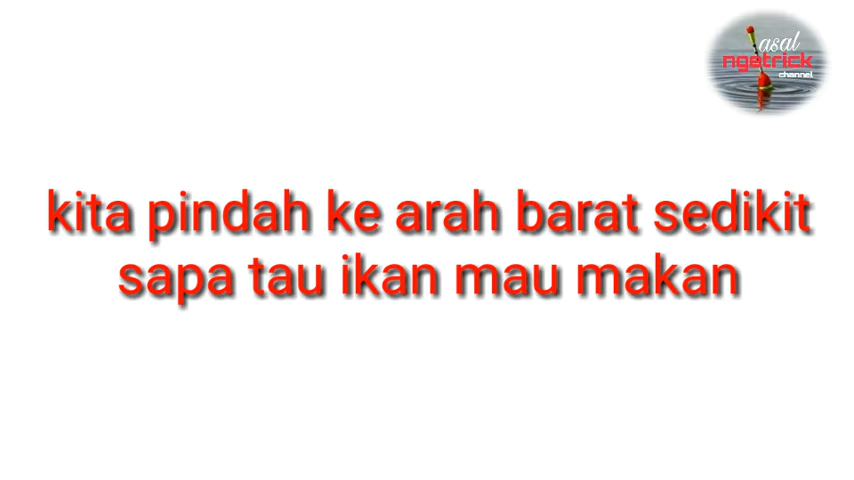 asal
ngetrick
channel
kita pindah ke arah barat sedikit
sapa tau ikan mau makan